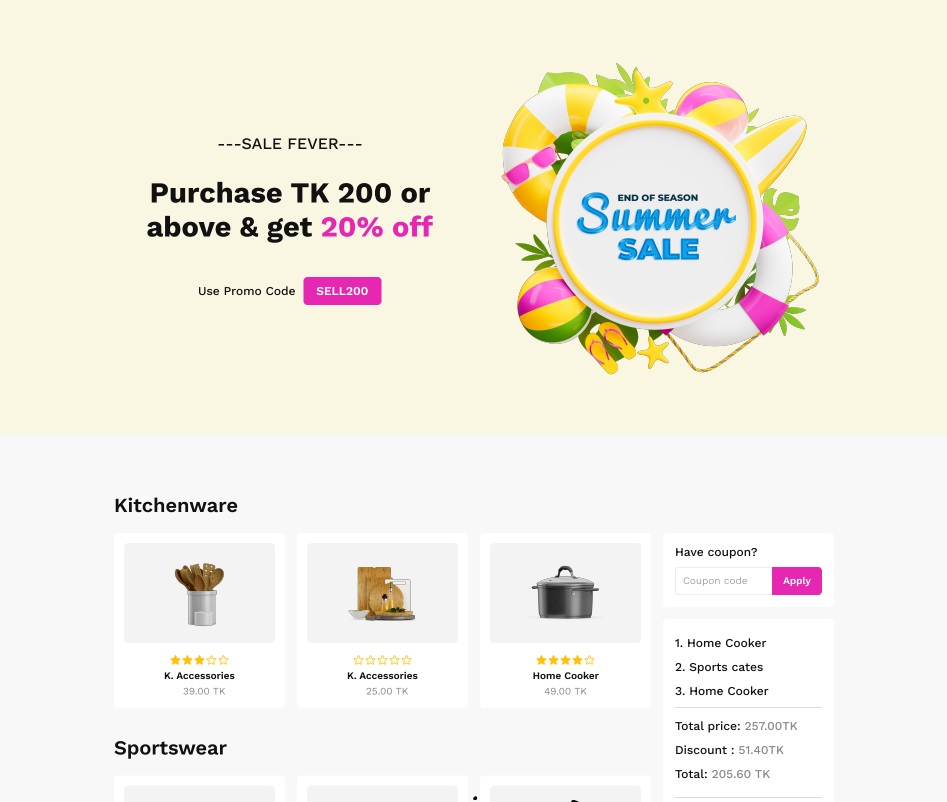 ---SALE FEVER---
Purchase TK 200 or
above & get 20% off
Use Promo Code SELL200
END OF SEASON
Summer
SALE
Kitchenware
K. Accessories
39.00 TK
K. Accessories
25.00 TK
Home Cooker
49.00 TK
Have coupon?
Coupon code Apply
1. Home Cooker
2. Sports cates
3. Home Cooker
Total price: 257.00TK
Discount : 51.40TK
Total: 205.60 TK
Sportswear